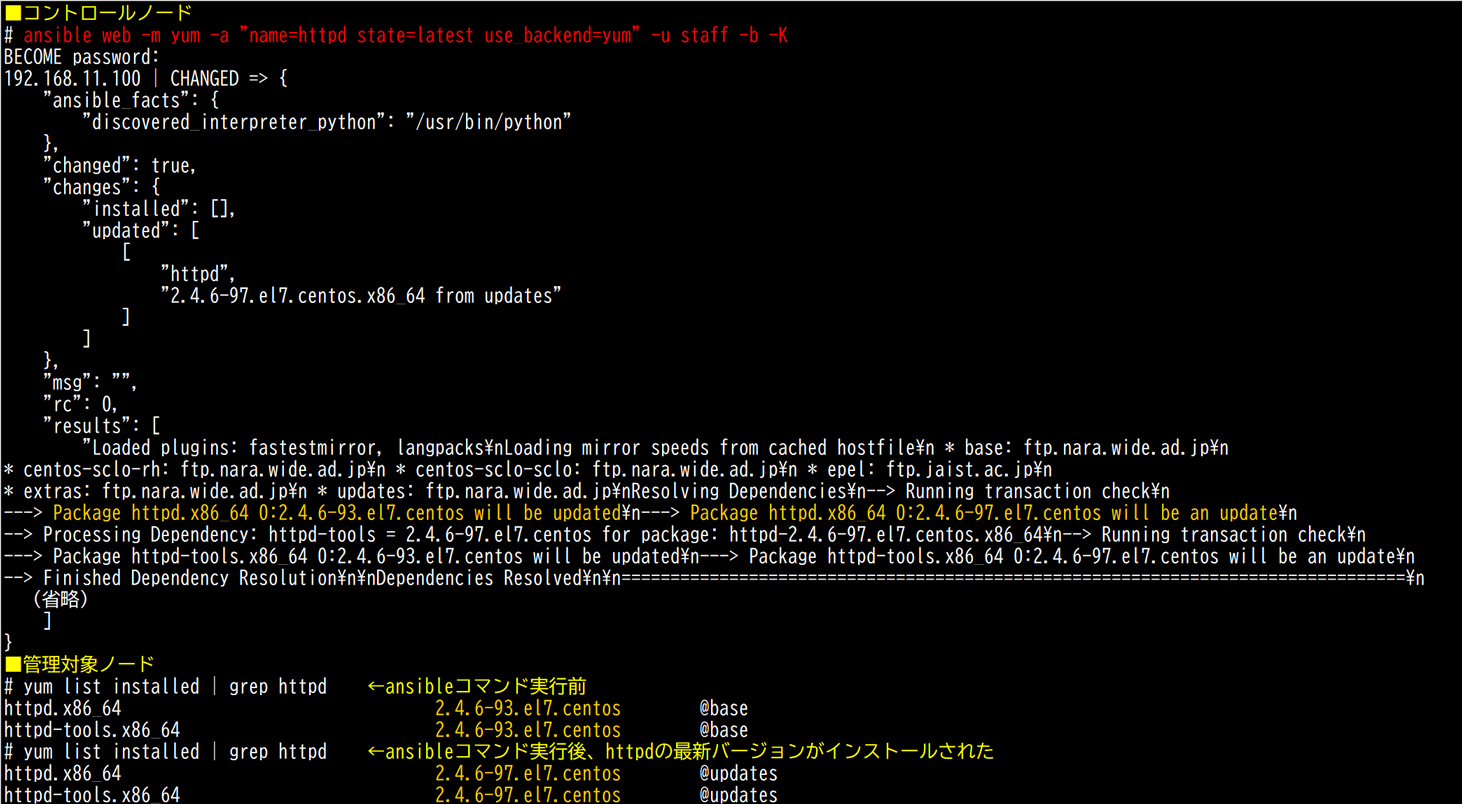 ■コントロールノード
# ansible web -m yum -a ”name=httpd state=latest use_backend=yum” -u staff -b -K
BECOME password:
192.168.11.100 | CHANGED => {
    ”ansible_facts”: {
        ”discovered_interpreter_python”: ”/usr/bin/python”
    },
    ”changed”: true,
    ”changes”: {
        ”installed”: [],
        ”updated”: [
            [
                ”httpd”,
                ”2.4.6-97.el7.centos.x86_64 from updates”
            ]
        ]
    },
    ”msg”: ””,
    ”rc”: 0,
    ”results”: [
        ”Loaded plugins: fastestmirror, langpacks¥nLoading mirror speeds from cached hostfile¥n * base: ftp.nara.wide.ad.jp¥n
* centos-sclo-rh: ftp.nara.wide.ad.jp¥n * centos-sclo-sclo: ftp.nara.wide.ad.jp¥n * epel: ftp.jaist.ac.jp¥n
* extras: ftp.nara.wide.ad.jp¥n * updates: ftp.nara.wide.ad.jp¥nResolving Dependencies¥n--> Running transaction check¥n
---> Package httpd.x86_64 0:2.4.6-93.el7.centos will be updated¥n---> Package httpd.x86_64 0:2.4.6-97.el7.centos will be an update¥n
--> Processing Dependency: httpd-tools = 2.4.6-97.el7.centos for package: httpd-2.4.6-97.el7.centos.x86_64¥n--> Running transaction check¥n
---> Package httpd-tools.x86_64 0:2.4.6-93.el7.centos will be updated¥n---> Package httpd-tools.x86_64 0:2.4.6-97.el7.centos will be an update¥n
--> Finished Dependency Resolution¥n¥nDependencies Resolved¥n¥n================================================================================¥n
   (省略)
    ]
}
■管理対象ノード
# yum list installed | grep httpd    ←ansibleコマンド実行前
httpd.x86_64                                2.4.6-93.el7.centos        @base
httpd-tools.x86_64                          2.4.6-93.el7.centos        @base
# yum list installed | grep httpd    ←ansibleコマンド実行後、httpdの最新バージョンがインストールされた
httpd.x86_64                                2.4.6-97.el7.centos        @updates
httpd-tools.x86_64                          2.4.6-97.el7.centos        @updates